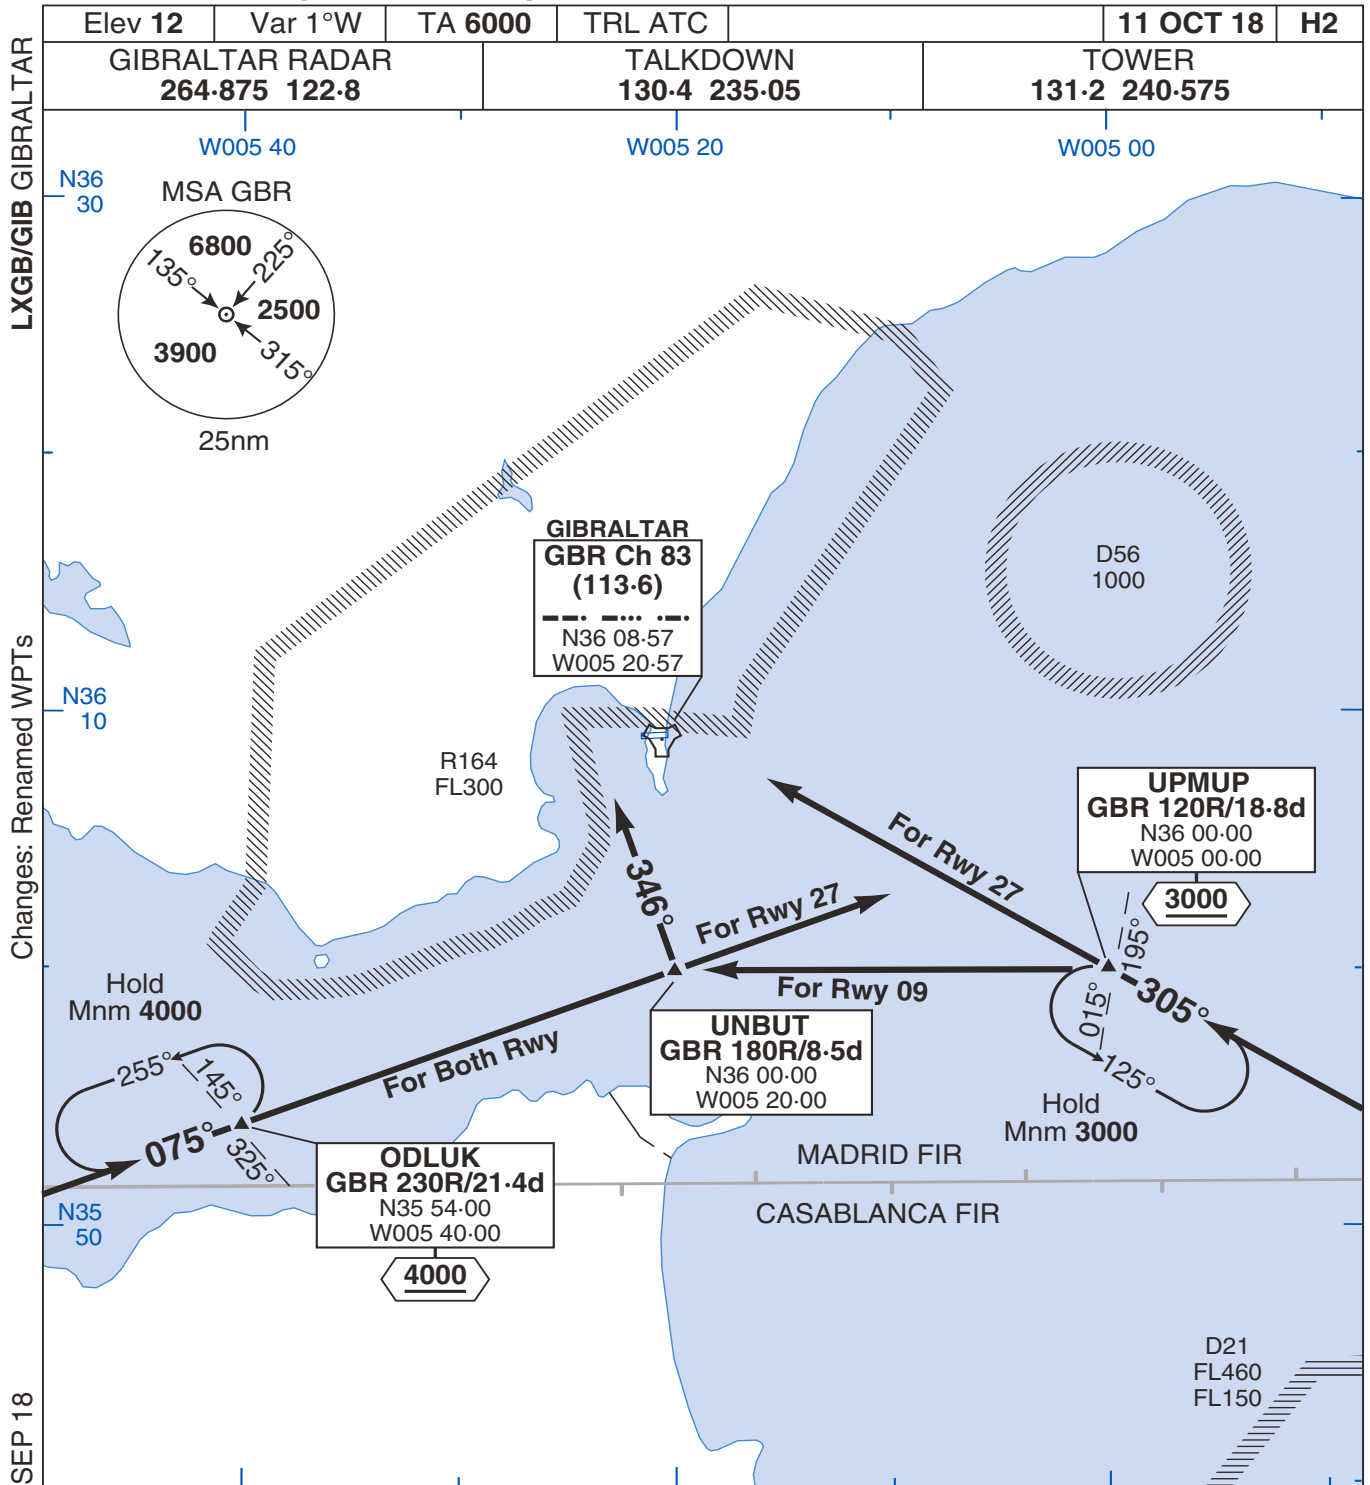 Elev 12
Var 1°W
TA 6000
TRL ATC
11 OCT 18
H2
GIBRALTAR RADAR
264·875 122·8
TALKDOWN
130·4 235·05
TOWER
131·2 240·575
LXGB/GIB GIBRALTAR
Changes: Renamed WPTs
SEP 18
W005 40
W005 20
W005 00
N36
30
MSA GBR
6800
135°
225°
2500
3900
315°
25nm
GIBRALTAR
GBR Ch 83
(113·6)
N36 08·57
W005 20·57
D56
1000
N36
10
R164
FL300
UPMUP
GBR 120R/18·8d
N36 00·00
W005 00·00
3000
For Rwy 27
346°
For Rwy 27
195°
For Rwy 09
015°
305°
125°
Hold
Mnm 3000
Hold
Mnm 4000
255°
145°
075°
325°
For Both Rwy
UNBUT
GBR 180R/8·5d
N36 00·00
W005 20·00
ODLUK
GBR 230R/21·4d
N35 54·00
W005 40·00
4000
MADRID FIR
CASABLANCA FIR
N35
50
D21
FL460
FL150